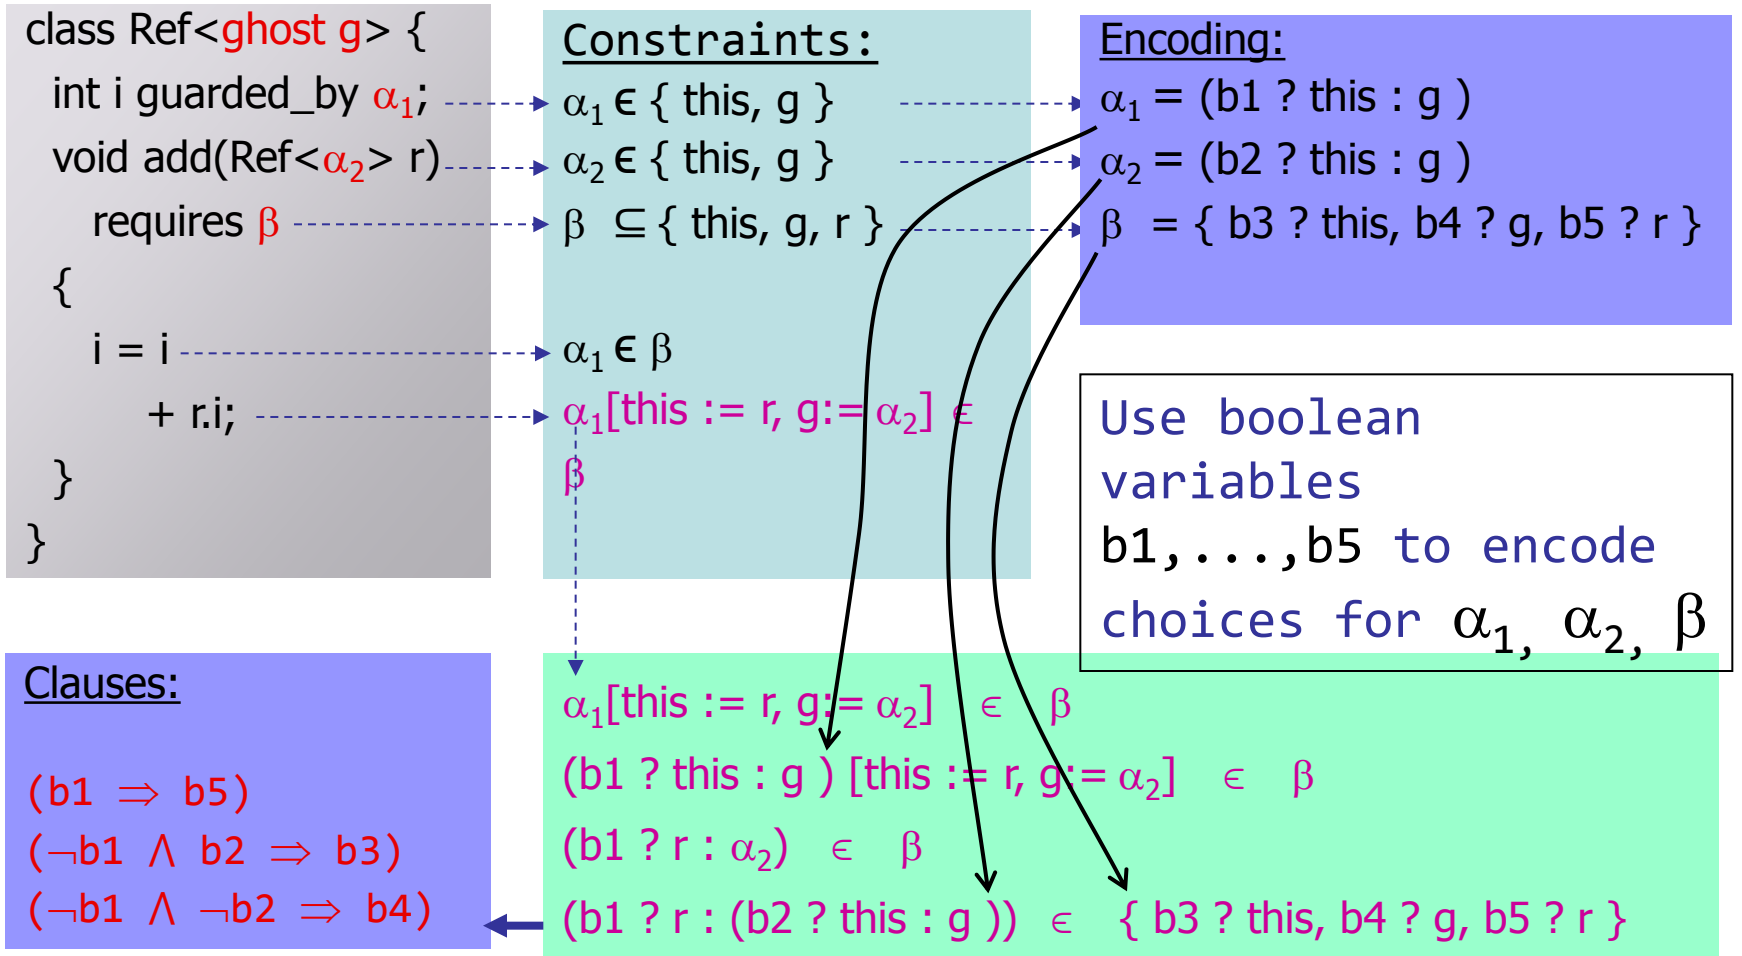 class Ref<ghost g> {
int i guarded_by α1;
void add(Ref<α2> r)
requires β
{
i = i
+ r.i;
}
}
Constraints:
α1 ϵ { this, g }
α2 ϵ { this, g }
β ⊆ { this, g, r }
α1 ϵ β
α1[this := r, g:= α2] ∈
β
Encoding:
α1 = (b1 ? this : g )
α2 = (b2 ? this : g )
β = { b3 ? this, b4 ? g, b5 ? r }
Use boolean
variables
b1,...,b5 to encode
choices for α1, α2, β
Clauses:
(b1 ⇒ b5)
(¬b1 Λ b2 ⇒ b3)
(¬b1 Λ ¬b2 ⇒ b4)
α1[this := r, g:= α2] ∈ β
(b1 ? this : g ) [this := r, g:= α2] ∈ β
(b1 ? r : α2) ∈ β
(b1 ? r : (b2 ? this : g )) ∈ { b3 ? this, b4 ? g, b5 ? r }